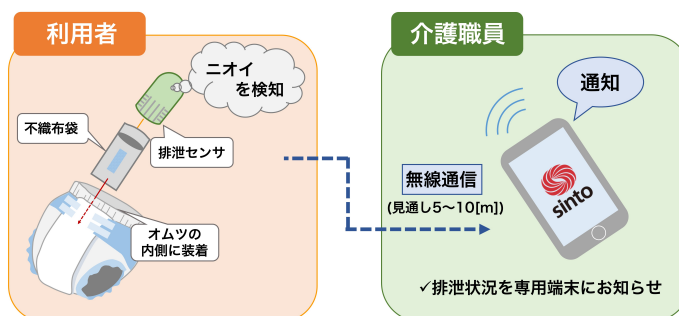 利用者
ニオイ
を検知
不織布袋
排泄センサ
オムツの
内側に装着
介護職員
通知
無線通信
(見通し5〜10[m])
sinto
✓排泄状況を専用端末にお知らせ